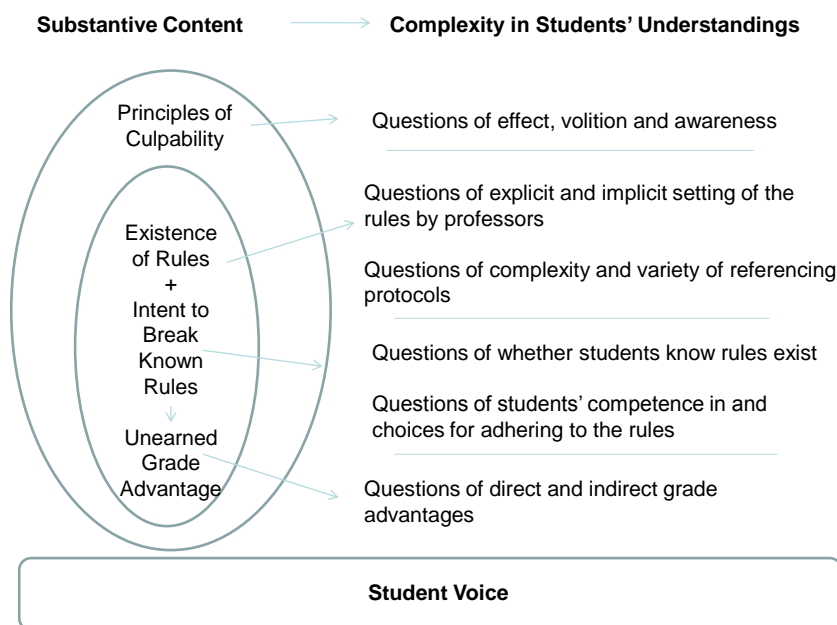 Substantive Content
Complexity in Students' Understandings
Principles of
Culpability
Questions of effect, volition and awareness
Existence
of Rules
+
Intent to
Break
Known
Rules
Unearned
Grade
Advantage
Questions of explicit and implicit setting of the
rules by professors
Questions of complexity and variety of referencing
protocols
Questions of whether students know rules exist
Questions of students' competence in and
choices for adhering to the rules
Questions of direct and indirect grade
advantages
Student Voice